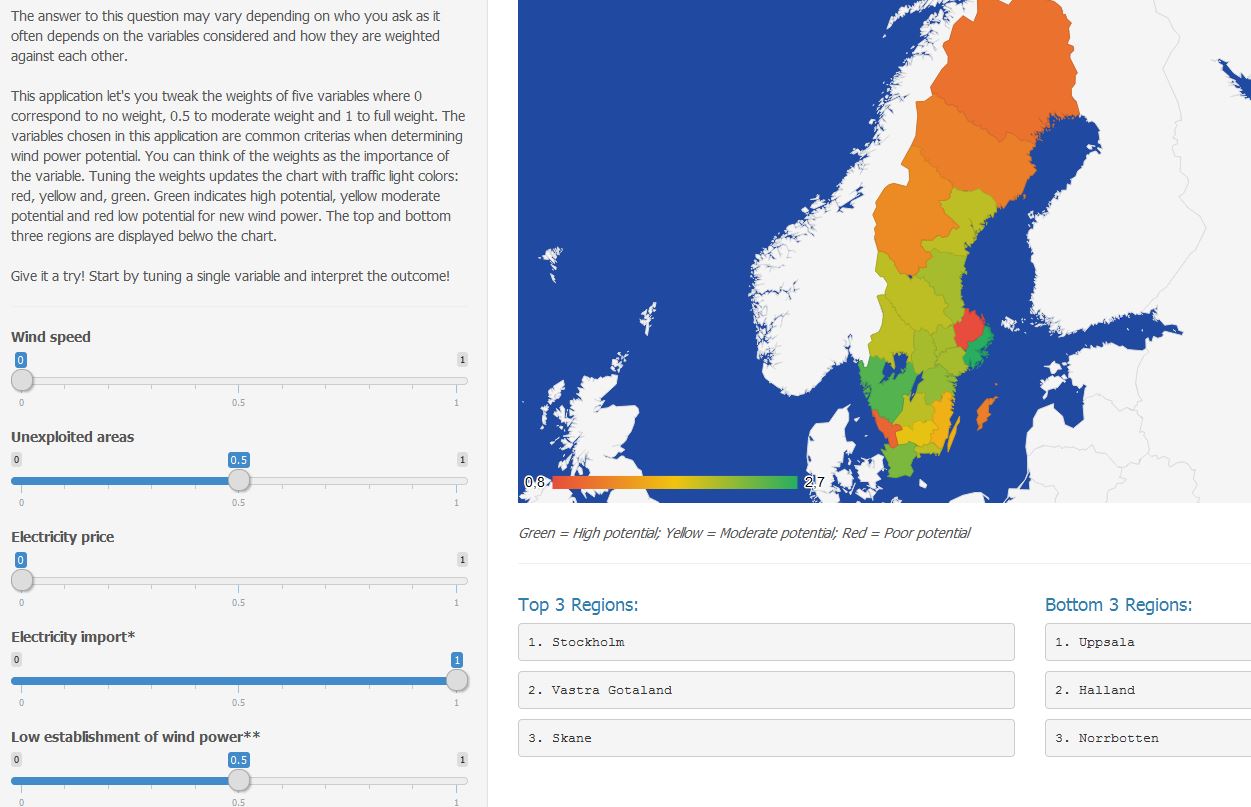 The answer to this question may vary depending on who you ask as it
often depends on the variables considered and how they are weighted
against each other.
This application let's you tweak the weights of five variables where 0
correspond to no weight, 0.5 to moderate weight and 1 to full weight. The
variables chosen in this application are common criterias when determining
wind power potential. You can think of the weights as the importance of
the variable. Tuning the weights updates the chart with traffic light colors:
red, yellow and, green. Green indicates high potential, yellow moderate
potential and red low potential for new wind power. The top and bottom
three regions are displayed belwo the chart.
Give it a try! Start by tuning a single variable and interpret the outcome!
Wind speed
0 1
0 0.5 1
Unexploited areas
0 0.5 1
0 0.5 1
Electricity price
0 1
0 0.5 1
Electricity import*
0 1
0 0.5 1
Low establishment of wind power**
0 0.5 1
0 0.5 1
0.8 2.7
Green = High potential; Yellow = Moderate potential; Red = Poor potential
Top 3 Regions:
1. Stockholm
2. Vastra Gotaland
3. Skane
Bottom 3 Regions:
1. Uppsala
2. Halland
3. Norrbotten